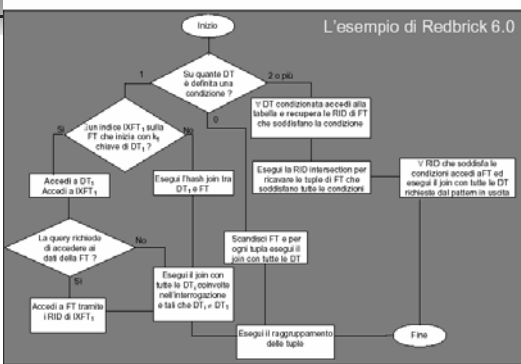 L'esempio di Redbrick 6.0
Inizio
Su quante DT
è definita una
condizione ?
1
2 o più
0
∃un indice IXFT₁ sulla
FT che inizia con k₁
chiave di DT₁ ?
Si
No
∀ DT condizionata accedi alla
tabella e recupera le RID di FT
che soddisfano la condizione
Accedi a DT₁
Accedi a IXFT₁
Esegui l'hash join tra
DT₁ e FT
Esegui la RID intersection per
ricavare le tuple di FT che
soddisfano tutte le condizioni
∀ RID che soddisfa le
condizioni accedi a FT ed
esegui il join con tutte le DT
richieste dal pattern in uscita
La query richiede
di accedere ai
dati della FT ?
No
Si
Scandisci FT e per
ogni tupla esegui il
join con tutte le DT
Esegui il join con
tutte le DT, coinvolte
nell'interrogazione
e tali che DT₁ ≠ DT₁
Accedi a FT tramite
i RID di IXFT₁
Esegui il raggruppamento
delle tuple
Fine